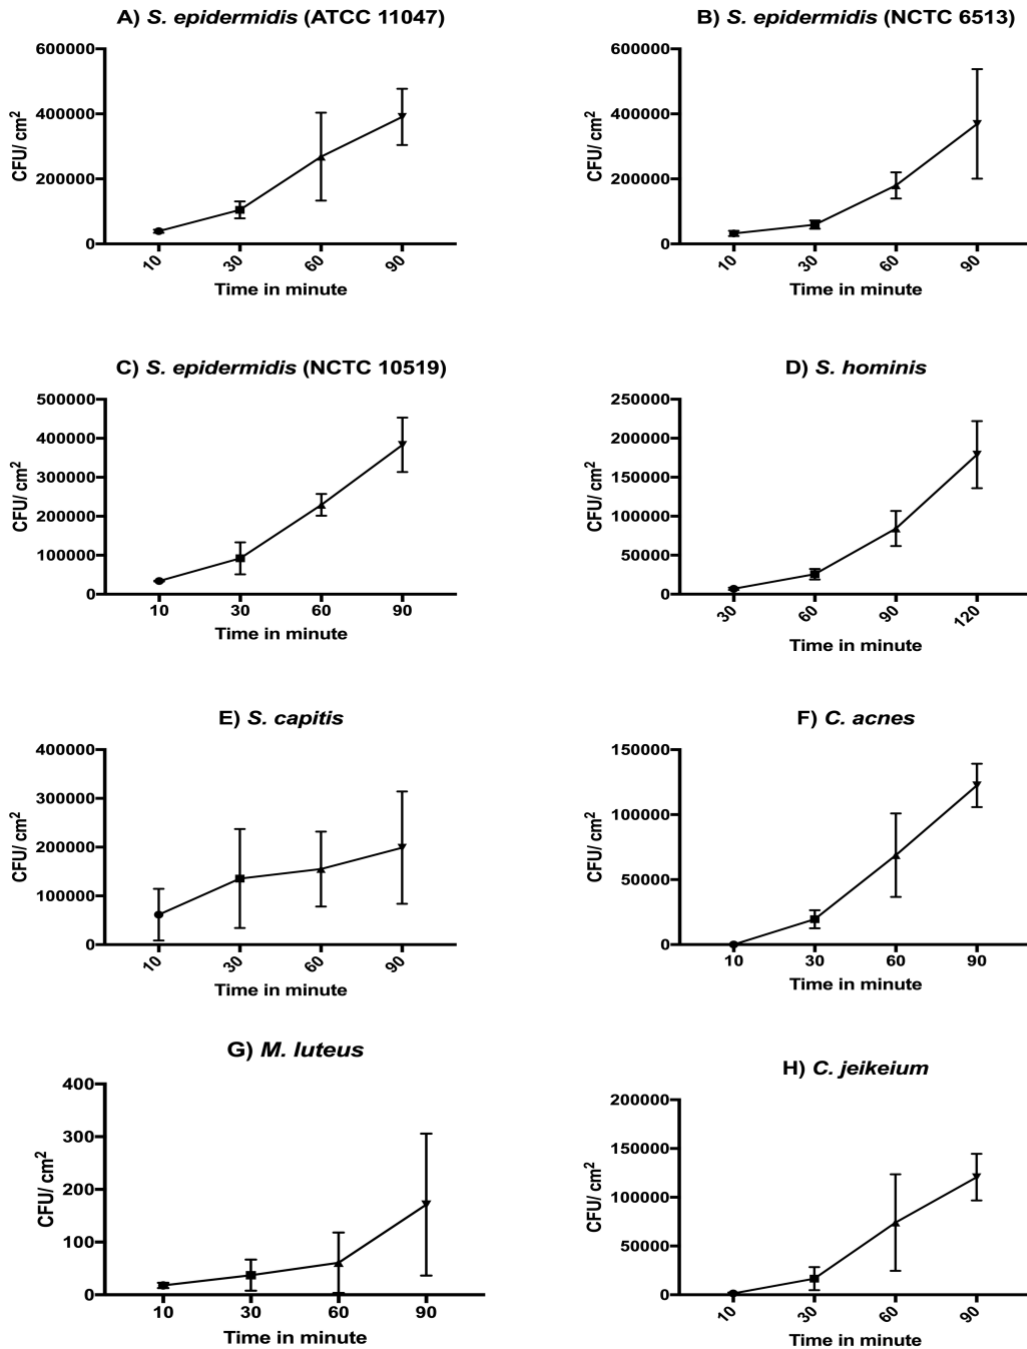 A) S. epidermidis (ATCC 11047)
600000
400000
200000
0
CFU/ cm²
10 30 60 90
Time in minute
B) S. epidermidis (NCTC 6513)
600000
400000
200000
0
CFU/ cm²
10 30 60 90
Time in minute
C) S. epidermidis (NCTC 10519)
500000
400000
300000
200000
100000
0
CFU/ cm²
10 30 60 90
Time in minute
D) S. hominis
250000
200000
150000
100000
50000
0
CFU/ cm²
30 60 90 120
Time in minute
E) S. capitis
400000
300000
200000
100000
0
CFU/ cm²
10 30 60 90
Time in minute
F) C. acnes
150000
100000
50000
0
CFU/ cm²
10 30 60 90
Time in minute
G) M. luteus
400
300
200
100
0
CFU/ cm²
10 30 60 90
Time in minute
H) C. jeikeium
200000
150000
100000
50000
0
CFU/ cm²
10 30 60 90
Time in minute